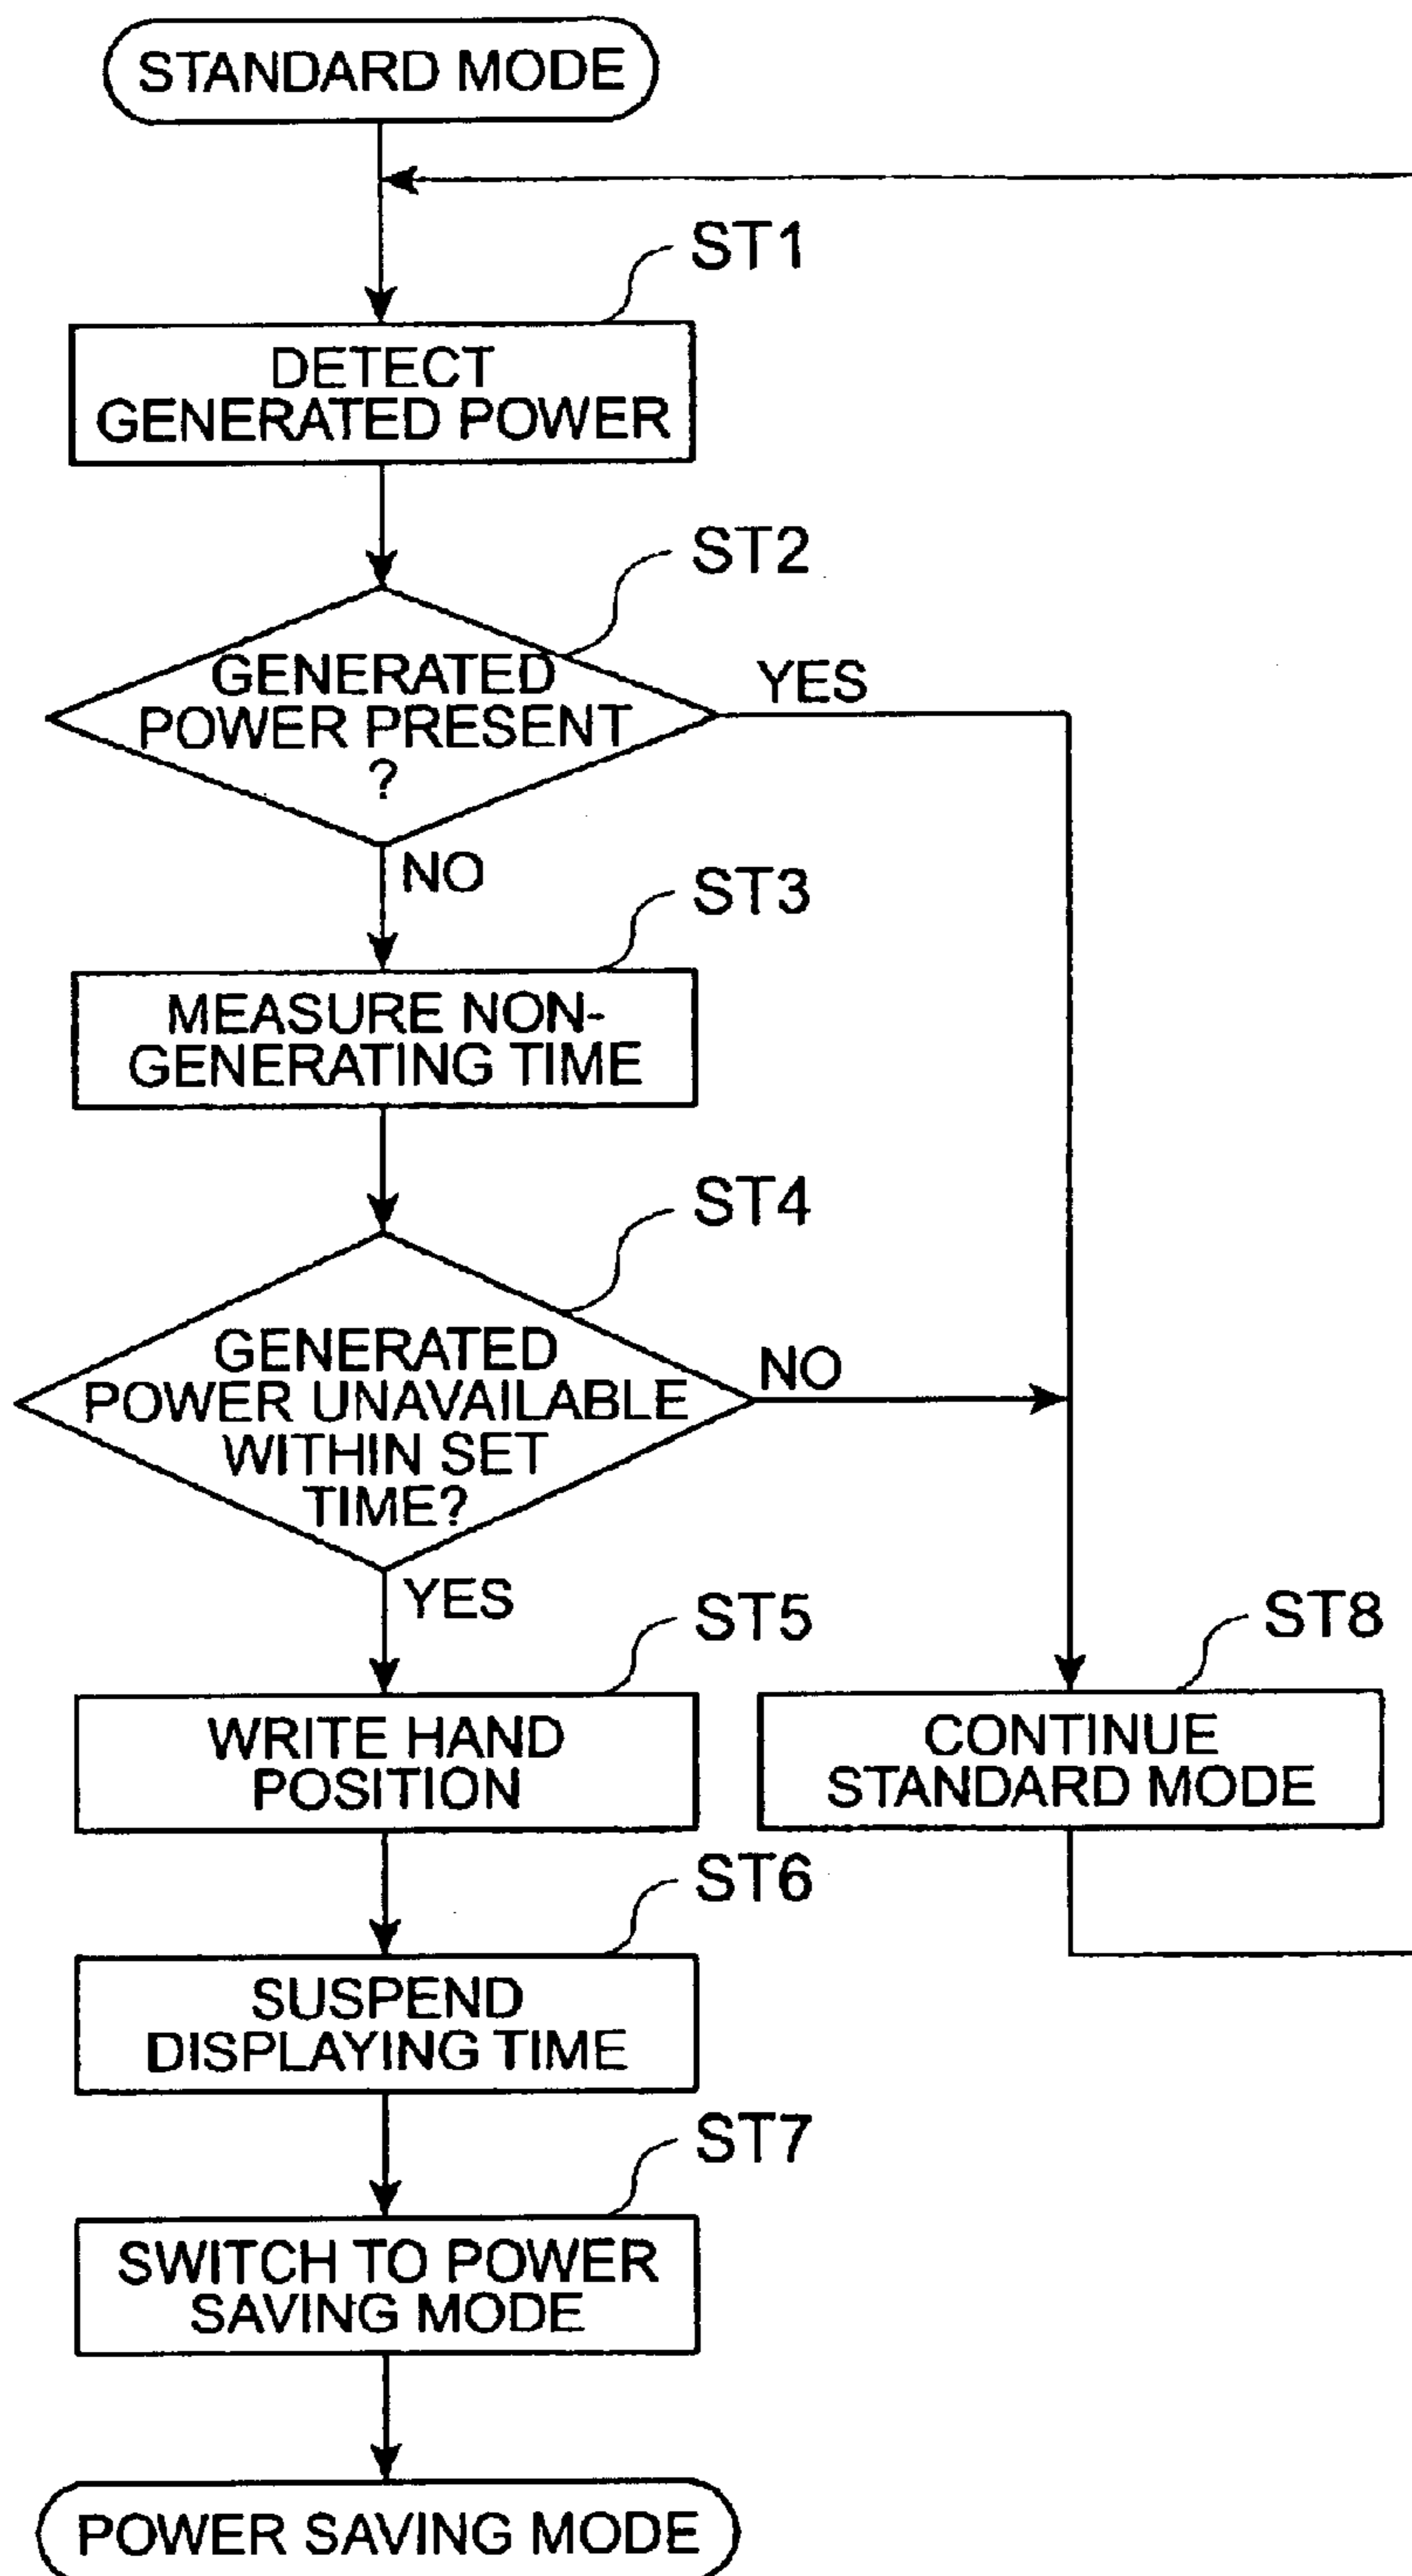 STANDARD MODE
ST1
DETECT
GENERATED POWER
ST2
GENERATED
POWER PRESENT
?
YES
NO
ST3
MEASURE NON-
GENERATING TIME
ST4
GENERATED
POWER UNAVAILABLE
WITHIN SET
TIME?
NO
YES
ST5
WRITE HAND
POSITION
ST8
CONTINUE
STANDARD MODE
ST6
SUSPEND
DISPLAYING TIME
ST7
SWITCH TO POWER
SAVING MODE
POWER SAVING MODE